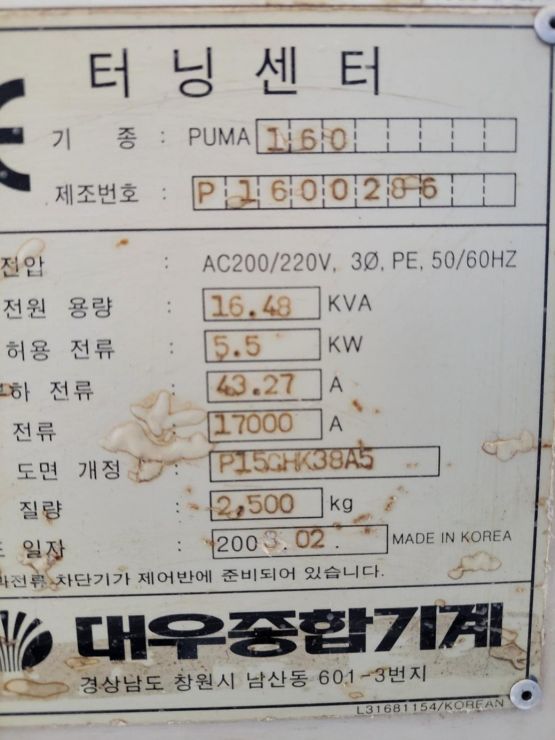 터닝센터
기 종 : PUMA 160
제조번호 : P1600286
전압 : AC200/220V, 3Ø, PE, 50/60HZ
전원 용량 : 16.48 KVA
허용 전류 : 5.5 KW
전류 : 43.27 A
전류 : 17000 A
도면 개정 : P15GHK38A5
질량 : 2,500 kg
일자 : 2003.02. MADE IN KOREA
차단기가 제어반에 준비되어 있습니다.
대우종합기계
경상남도 창원시 남산동 601-3번지
L31681154/KOREAN